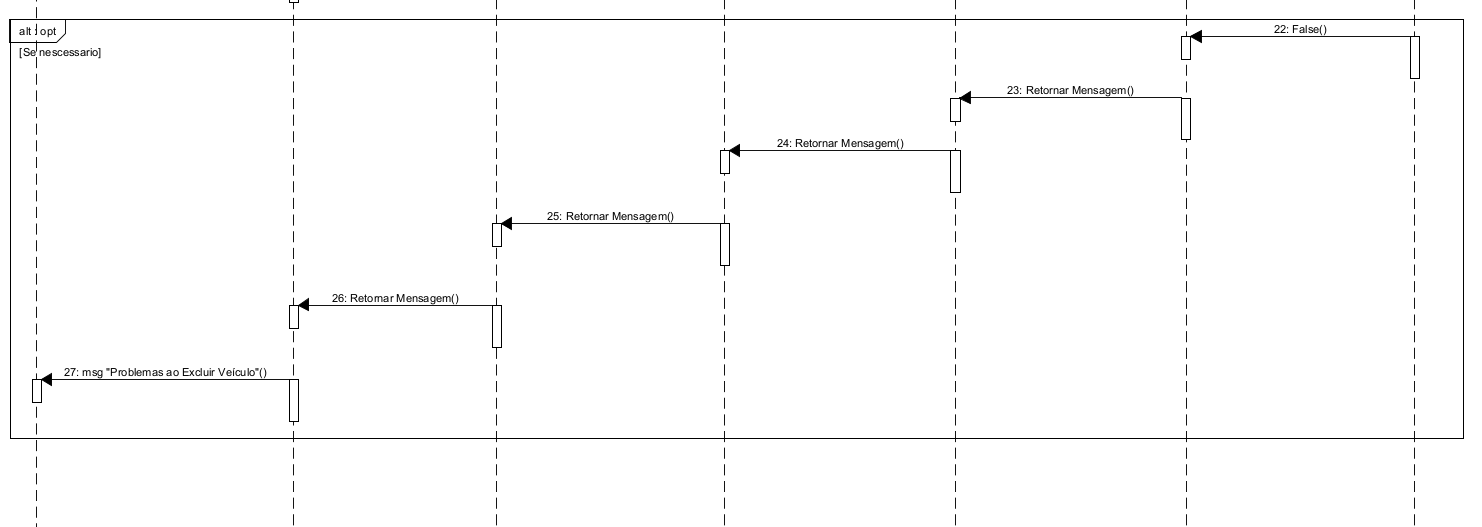 alt : opt
[Se nescessario]
22: False()
23: Retornar Mensagem()
24: Retornar Mensagem()
25: Retornar Mensagem()
26: Retornar Mensagem()
27: msg "Problemas ao Excluir Veículo"()